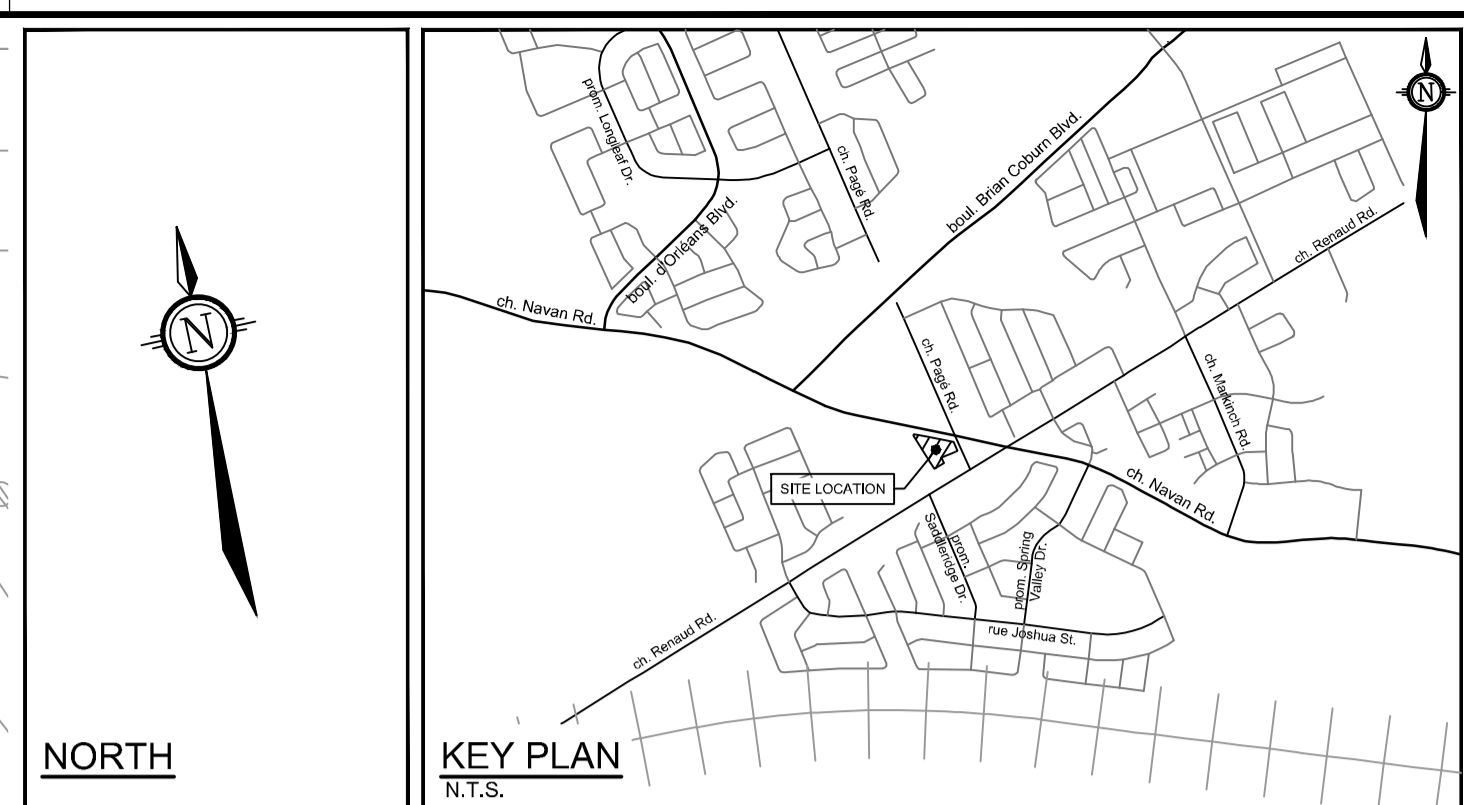 N
NORTH
N
prom. Longleaf Dr.
ch. Pagé Rd.
boul. Brian Coburn Blvd.
boul. d'Orléans Blvd.
ch. Renaud Rd.
ch. Navan Rd.
ch. Pagé Rd.
ch. Markinch Rd.
SITE LOCATION
ch. Navan Rd.
prom.
Saddleridge Dr.
prom. Spring
Valley Dr.
ch. Renaud Rd.
rue Joshua St.
KEY PLAN
N.T.S.